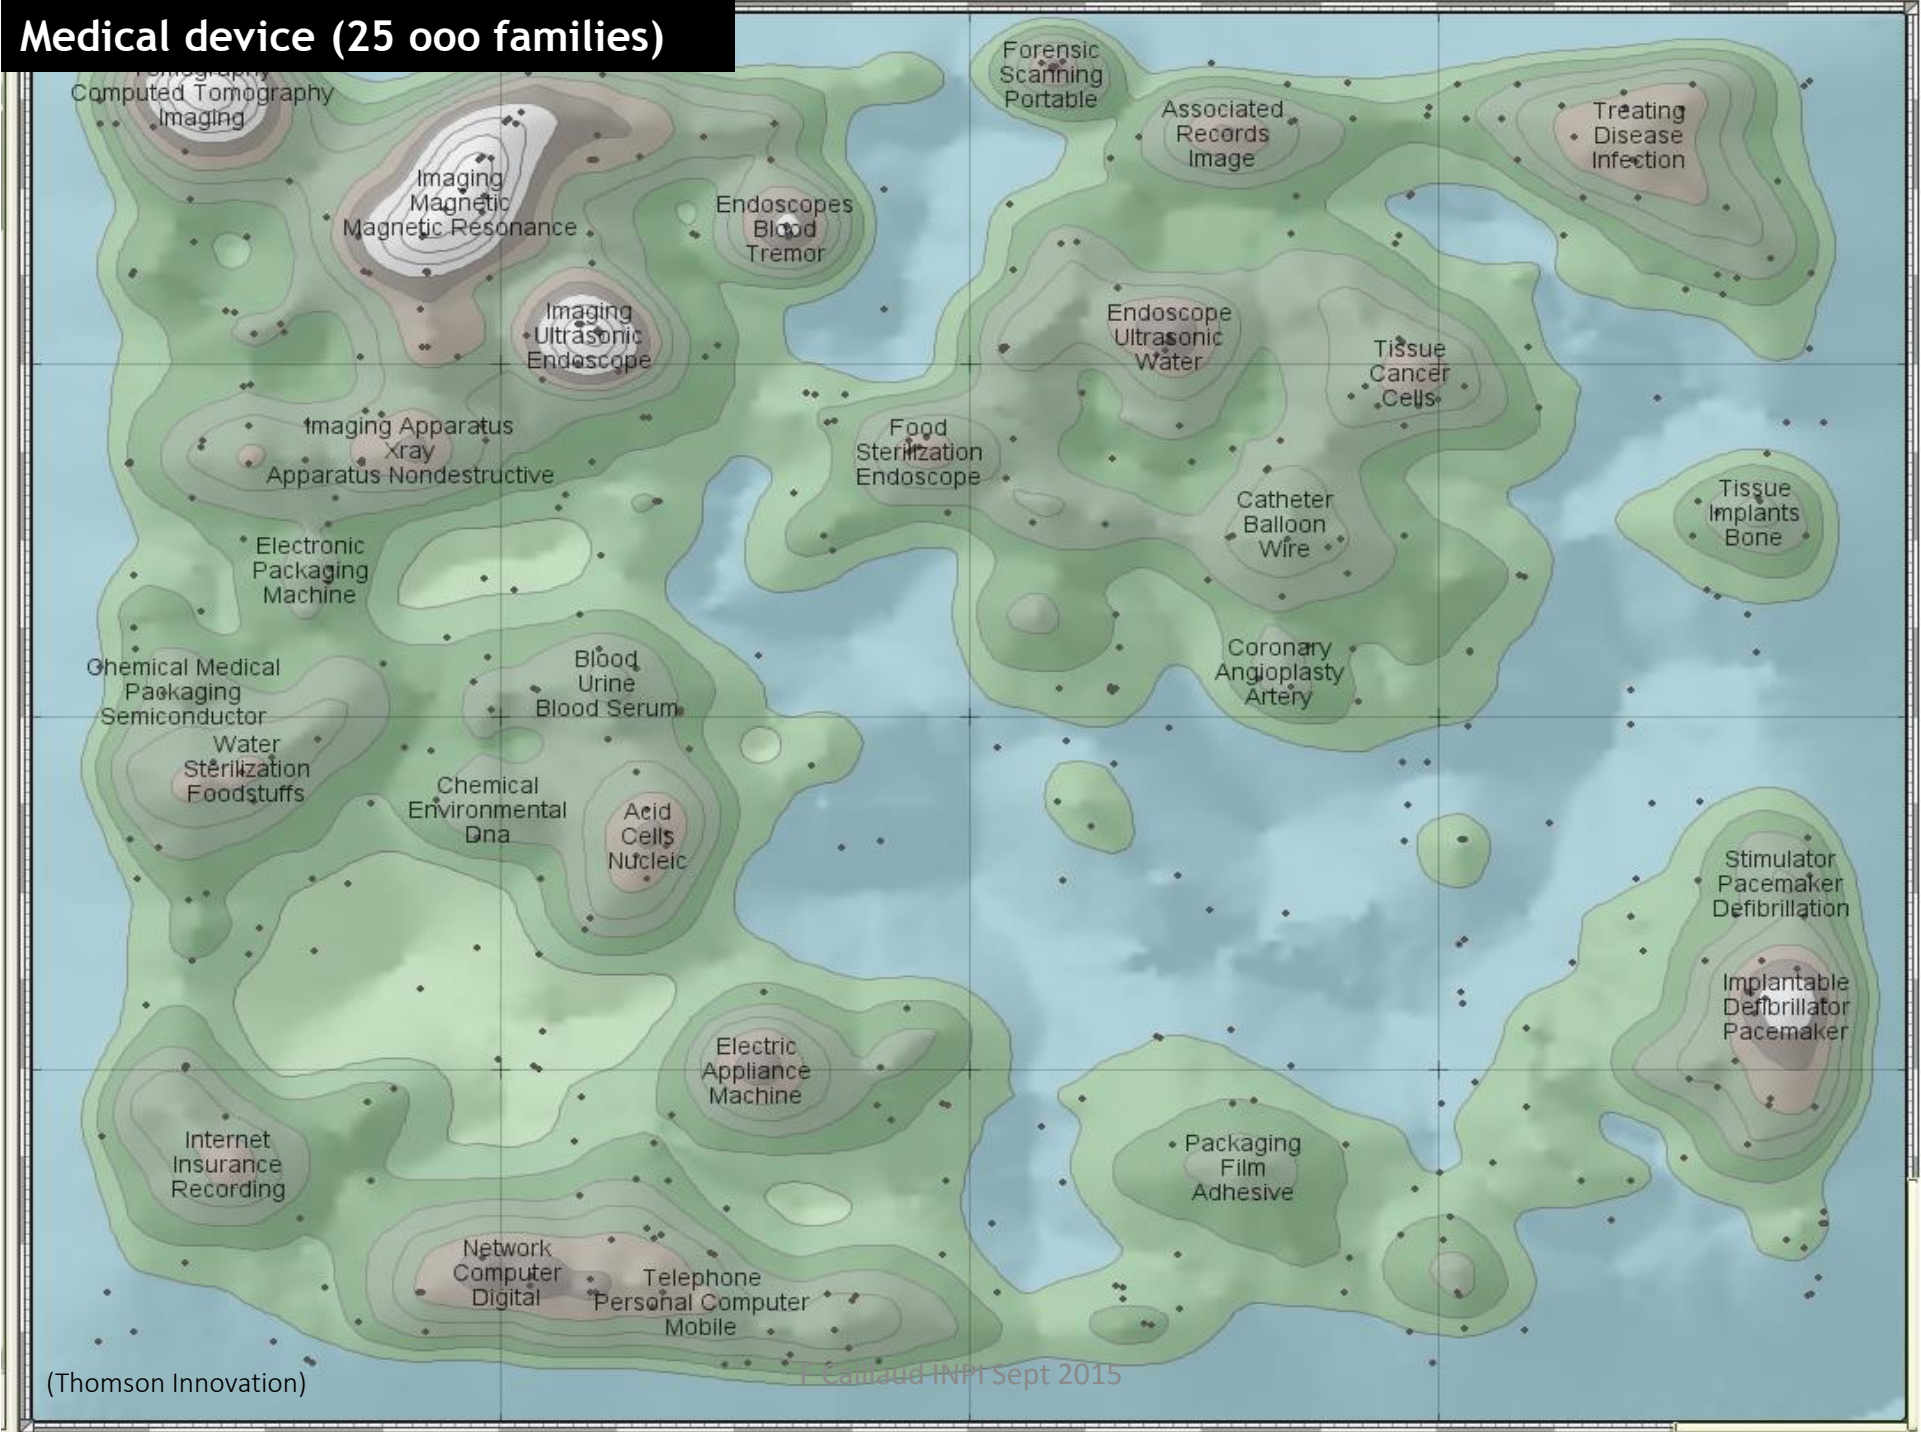 Medical device (25 ooo families)
Tomography
Computed Tomography
Imaging
Forensic
Scanning
Portable
Associated
Records
Image
Treating
Disease
Infection
Imaging
Magnetic
Magnetic Resonance
Endoscopes
Blood
Tremor
Imaging
Ultrasonic
Endoscope
Endoscope
Ultrasonic
Water
Tissue
Cancer
Cells
Imaging Apparatus
Xray
Apparatus Nondestructive
Food
Sterilization
Endoscope
Catheter
Balloon
Wire
Tissue
Implants
Bone
Electronic
Packaging
Machine
Coronary
Angioplasty
Artery
Chemical Medical
Packaging
Semiconductor
Blood
Urine
Blood Serum
Water
Sterilization
Foodstuffs
Chemical
Environmental
Dna
Acid
Cells
Nucleic
Stimulator
Pacemaker
Defibrillation
Implantable
Defibrillator
Pacemaker
Electric
Appliance
Machine
Internet
Insurance
Recording
Packaging
Film
Adhesive
Network
Computer
Digital
Telephone
Personal Computer
Mobile
(Thomson Innovation)
F Caillaud INPI Sept 2015